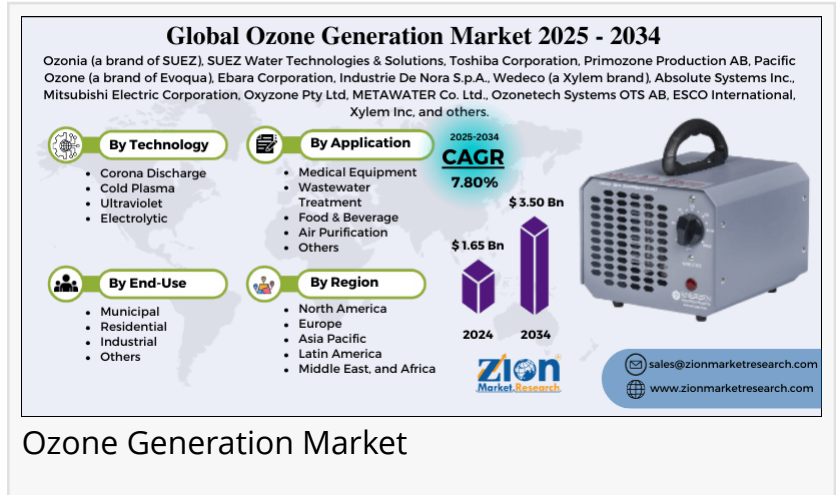 Global Ozone Generation Market 2025 - 2034
Ozonia (a brand of SUEZ), SUEZ Water Technologies & Solutions, Toshiba Corporation, Primozone Production AB, Pacific
Ozone (a brand of Evoqua), Ebara Corporation, Industrie De Nora S.p.A., Wedeco (a Xylem brand), Absolute Systems Inc.,
Mitsubishi Electric Corporation, Oxyzone Pty Ltd, METAWATER Co. Ltd., Ozonetech Systems OTS AB, ESCO International,
Xylem Inc, and others.
By Technology
• Corona Discharge
• Cold Plasma
• Ultraviolet
• Electrolytic
By Application
• Medical Equipment
• Wastewater
Treatment
• Food & Beverage
• Air Purification
• Others
2025-2034
CAGR
7.80%
By End-Use
• Municipal
• Residential
• Industrial
• Others
By Region
• North America
• Europe
• Asia Pacific
• Latin America
• Middle East, and Africa
$ 1.65 Bn
$ 3.50 Bn
2024
2034
Zion
Market.Research
sales@zionmarketresearch.com
www.zionmarketresearch.com
Ozone Generation Market